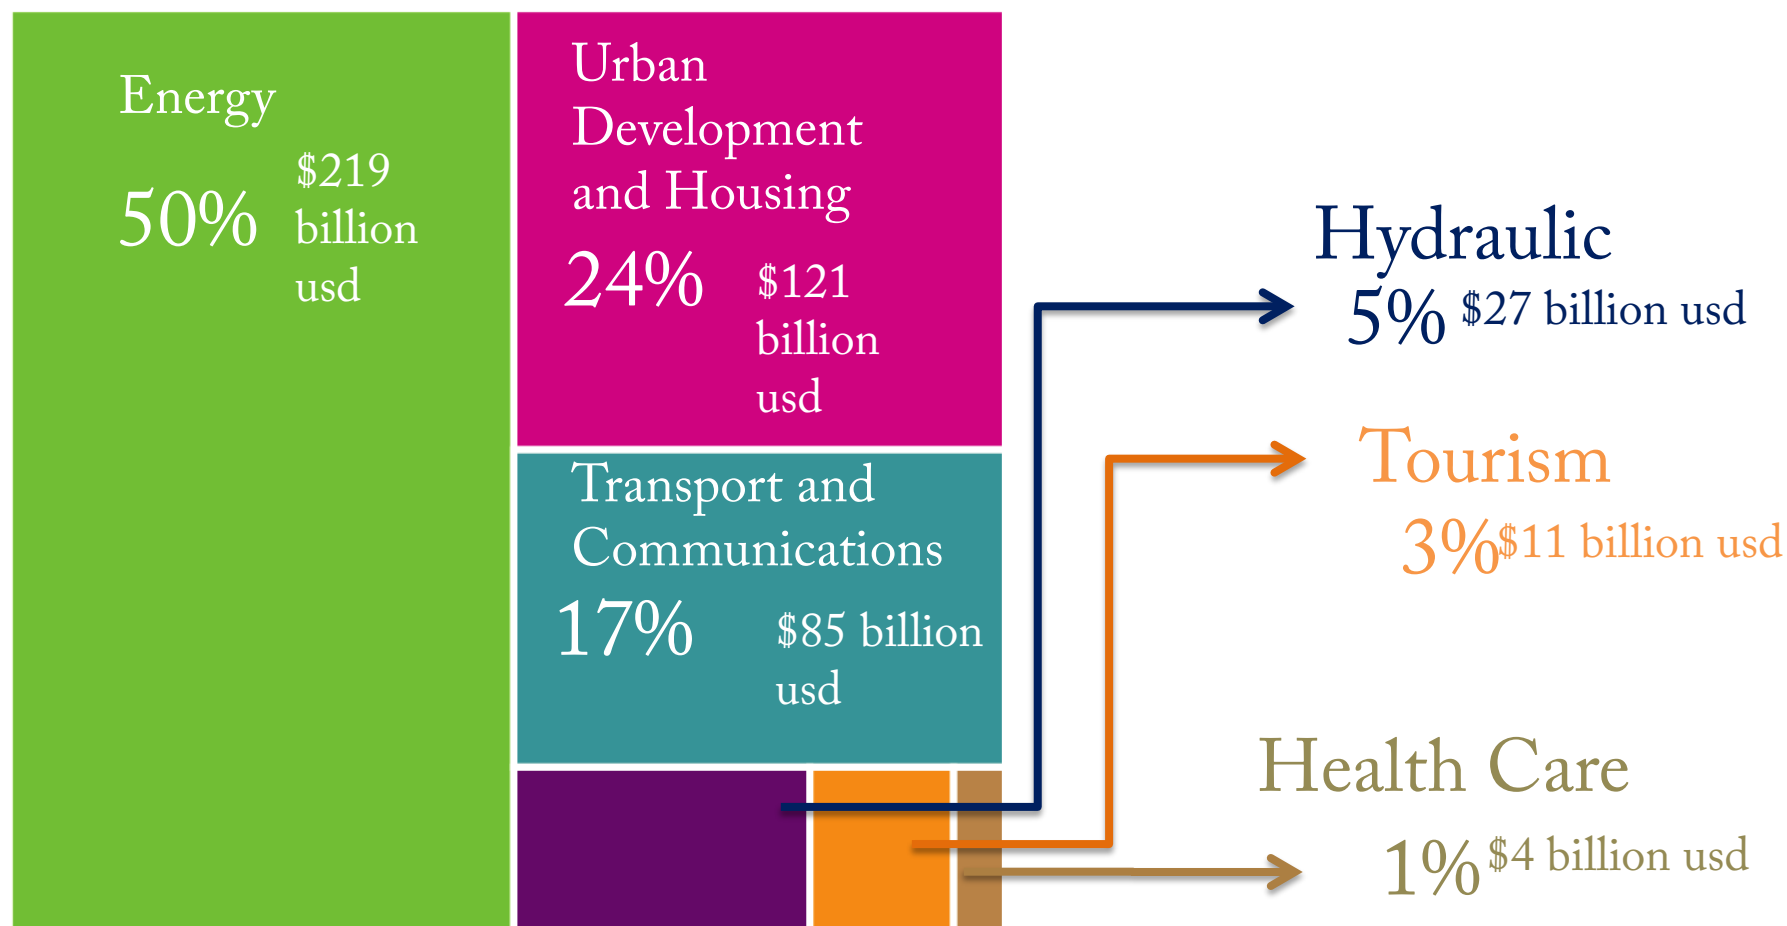 Energy
50%
$219
billion
usd
Urban
Development
and Housing
24%
$121
billion
usd
Transport and
Communications
17%
$85 billion
usd
Hydraulic
5% $27 billion usd
Tourism
3% $11 billion usd
Health Care
1% $4 billion usd